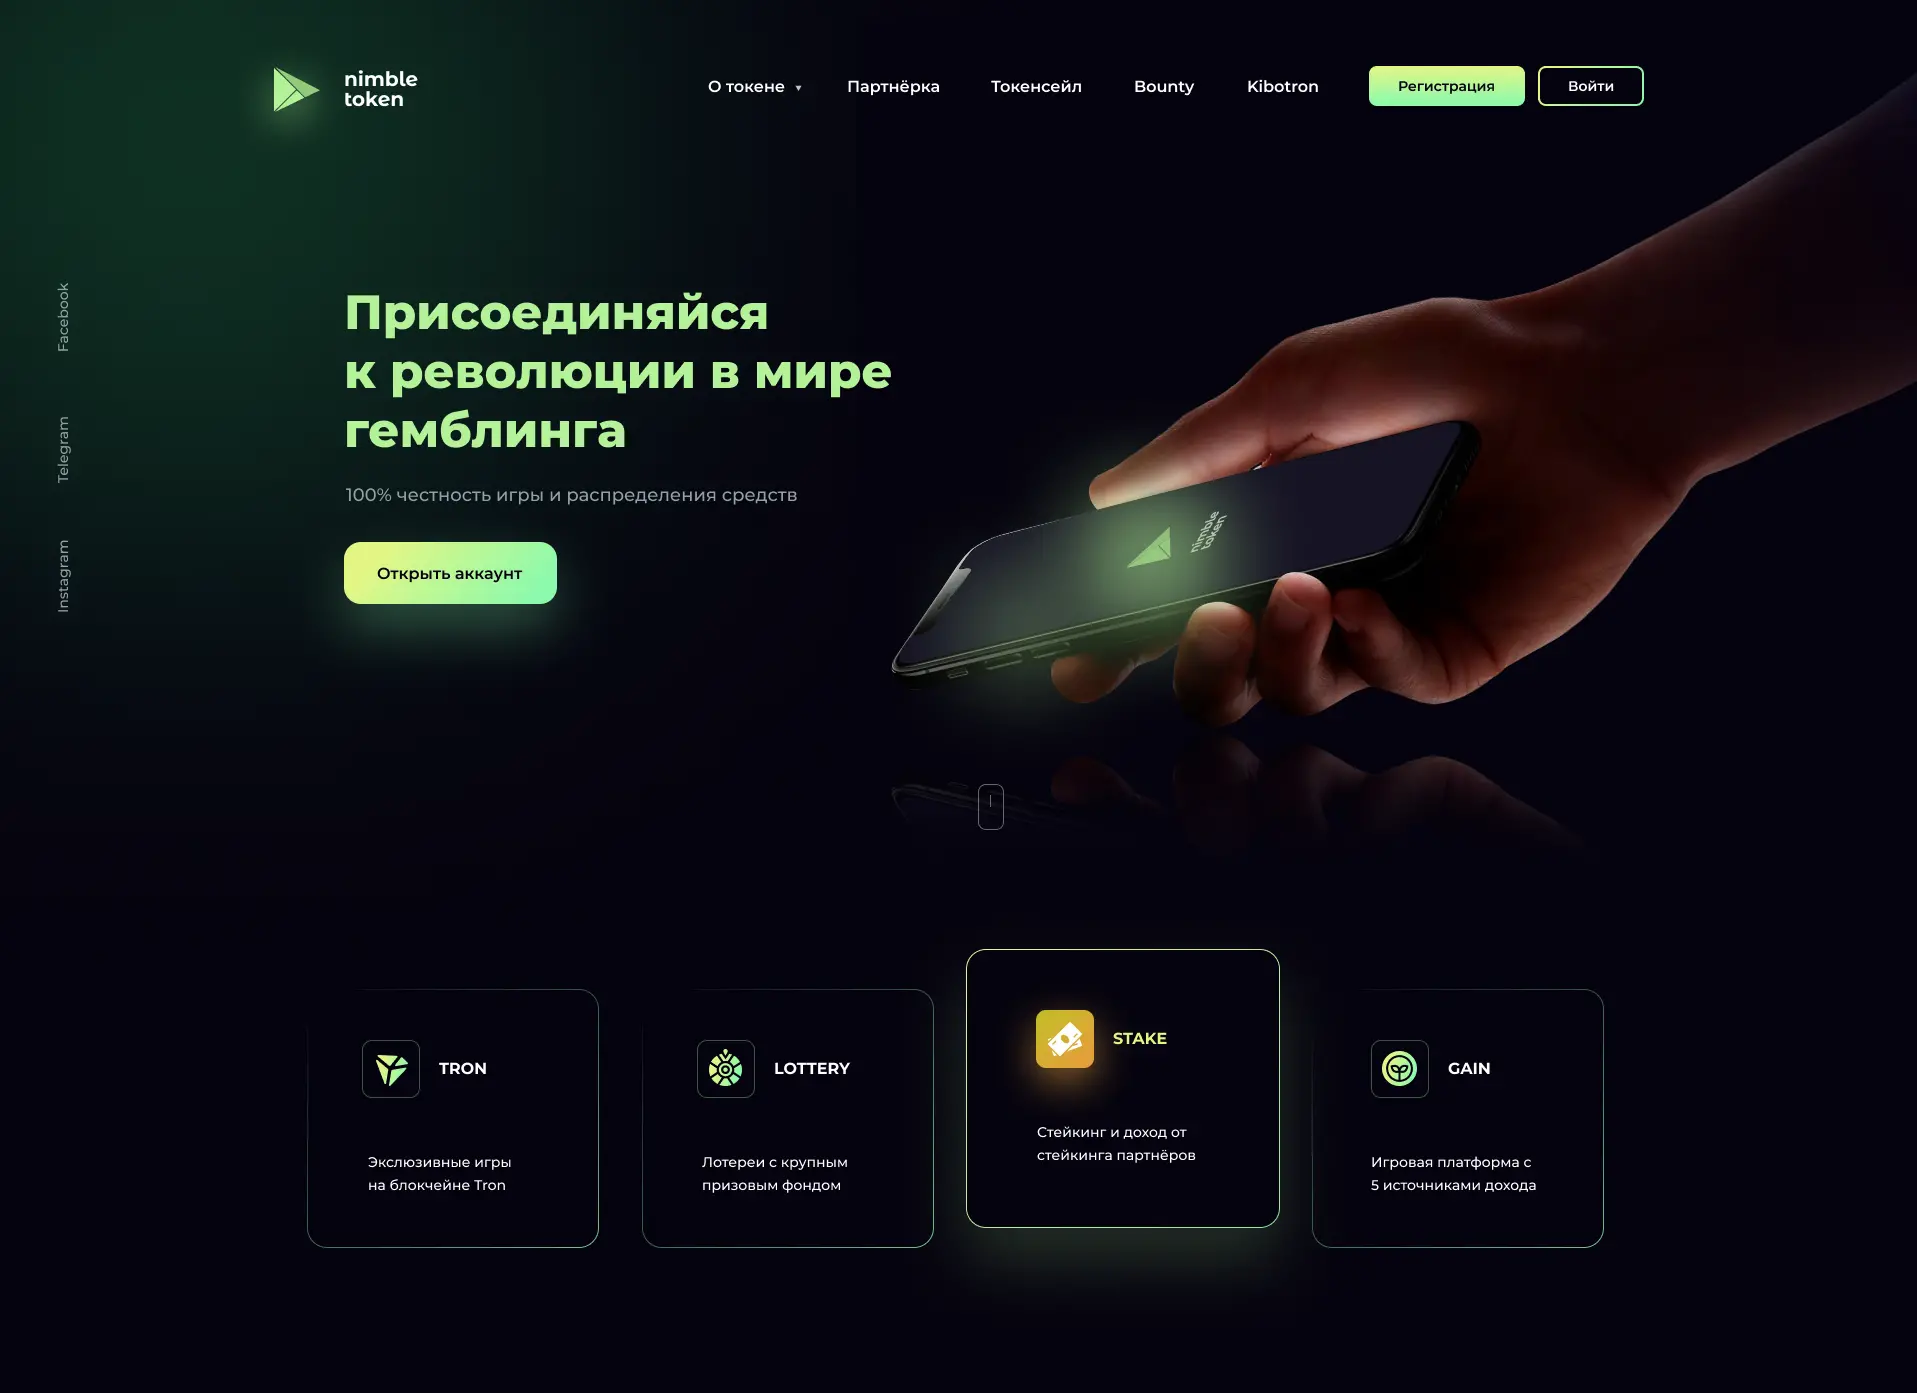 nimble
token
О токене
Партнёрка
Токенсейл
Bounty
Kibotron
Регистрация
Войти
Facebook
Telegram
Instagram
Присоединяйся
к революции в мире
гемблинга
100% честность игры и распределения средств
Открыть аккаунт
nimble
token
TRON
Экслюзивные игры
на блокчейне Tron
LOTTERY
Лотереи с крупным
призовым фондом
STAKE
Стейкинг и доход от
стейкинга партнёров
GAIN
Игровая платформа с
5 источниками дохода